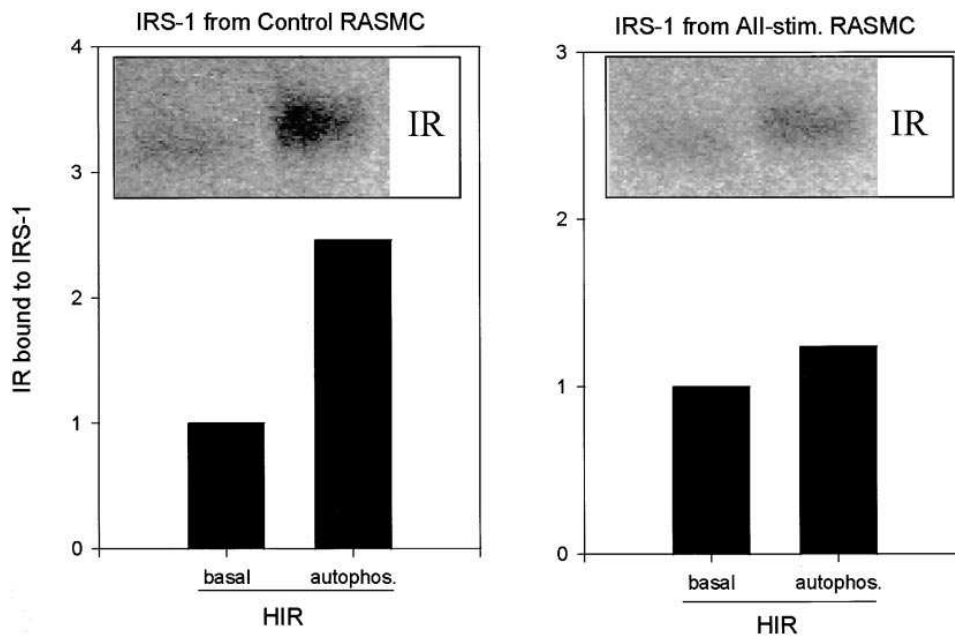 IRS-1 from Control RASMC
4
3
2
1
0
IR bound to IRS-1
IR
basal autophos.
HIR
IRS-1 from All-stim. RASMC
3
2
1
0
IR
basal autophos.
HIR